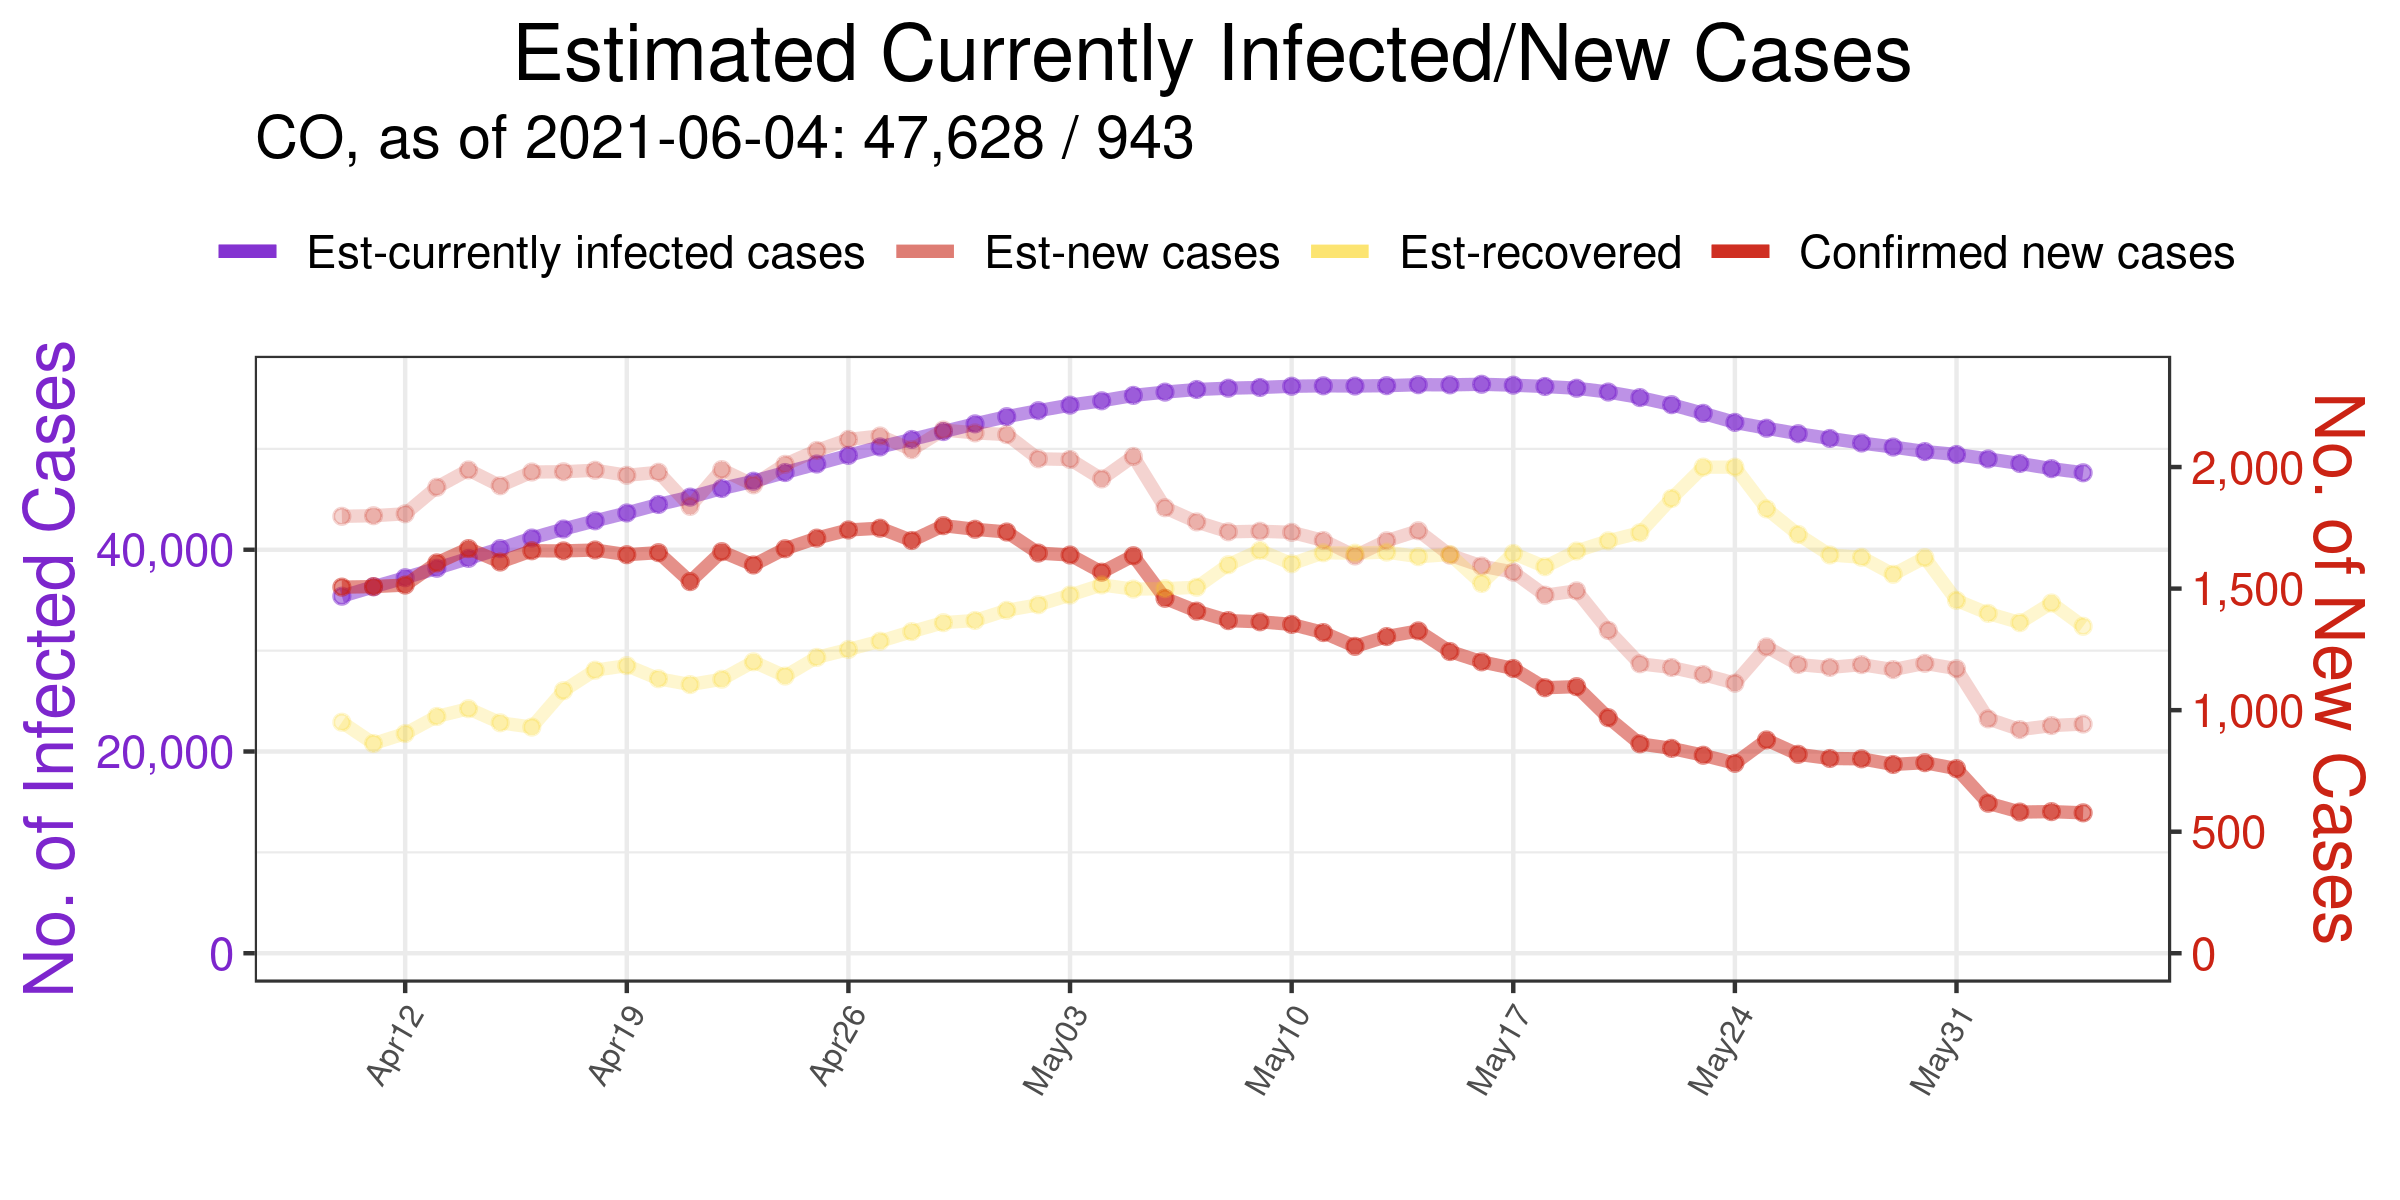 Estimated Currently Infected/New Cases
CO, as of 2021-06-04: 47,628 / 943
Est-currently infected cases Est-new cases Est-recovered Confirmed new cases
No. of Infected Cases
40,000
20,000
0
2,000
1,500
1,000
500
0
No. of New Cases
Apr12 Apr19 Apr26 May03 May10 May17 May24 May31